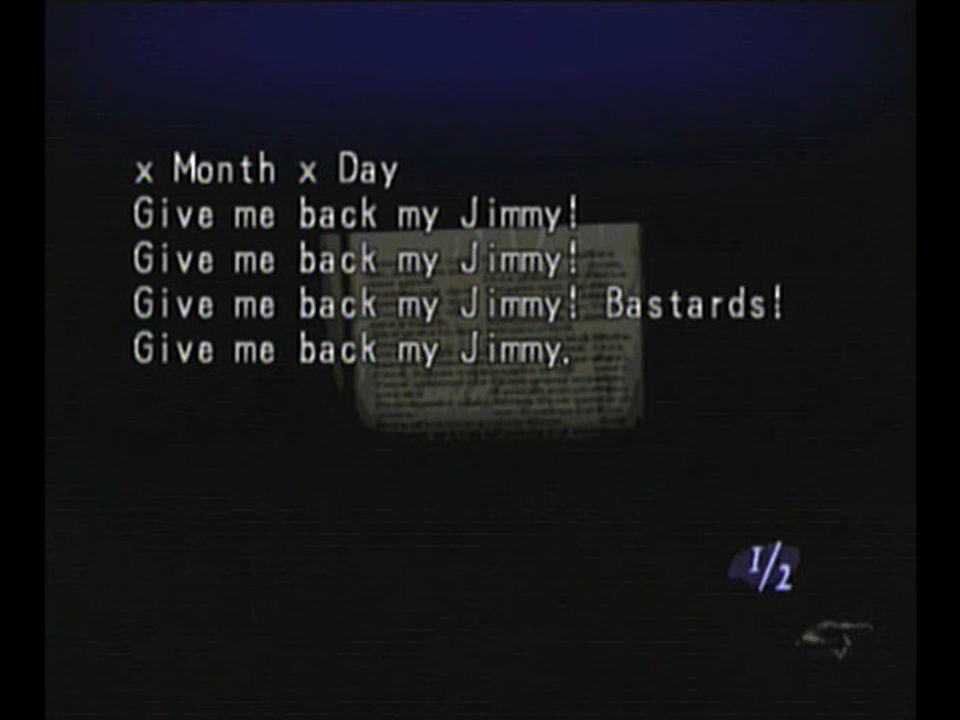 x Month x Day
Give me back my Jimmy!
Give me back my Jimmy!
Give me back my Jimmy! Bastards!
Give me back my Jimmy.
1/2